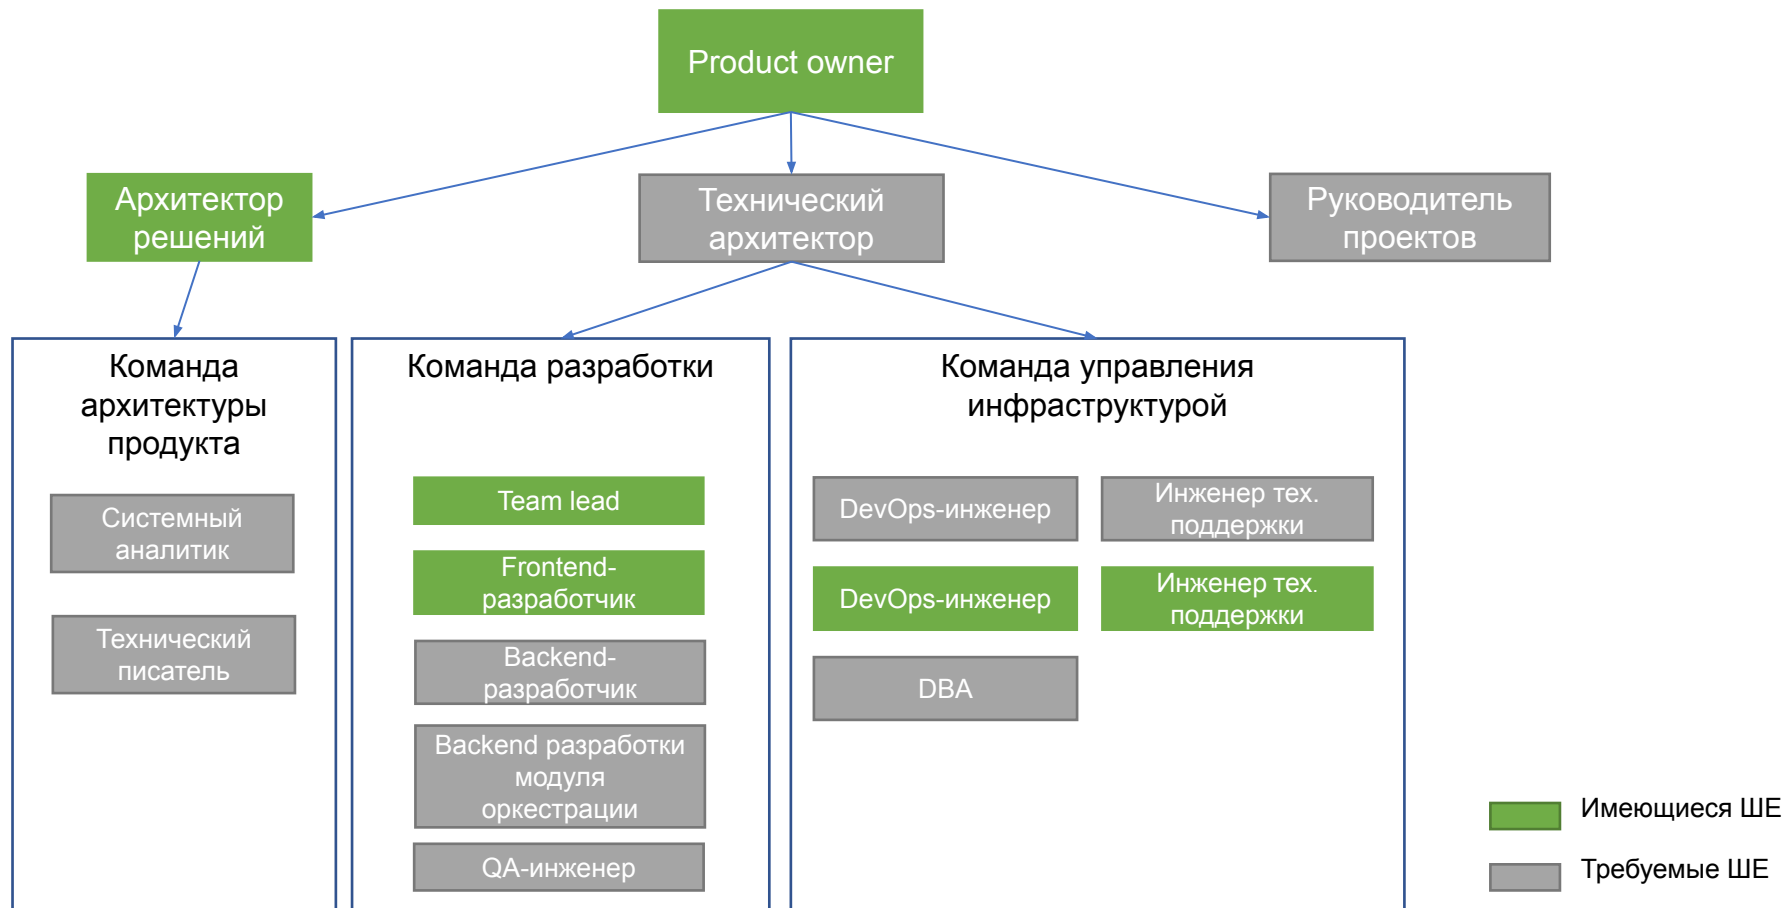 Product owner
Архитектор
решений
Технический
архитектор
Руководитель
проектов
Команда
архитектуры
продукта
Системный
аналитик
Технический
писатель
Команда разработки
Team lead
Frontend-
разработчик
Backend-
разработчик
Backend разработки
модуля
оркестрации
QA-инженер
Команда управления
инфраструктурой
DevOps-инженер
Инженер тех.
поддержки
DevOps-инженер
Инженер тех.
поддержки
DBA
Имеющиеся ШЕ
Требуемые ШЕ